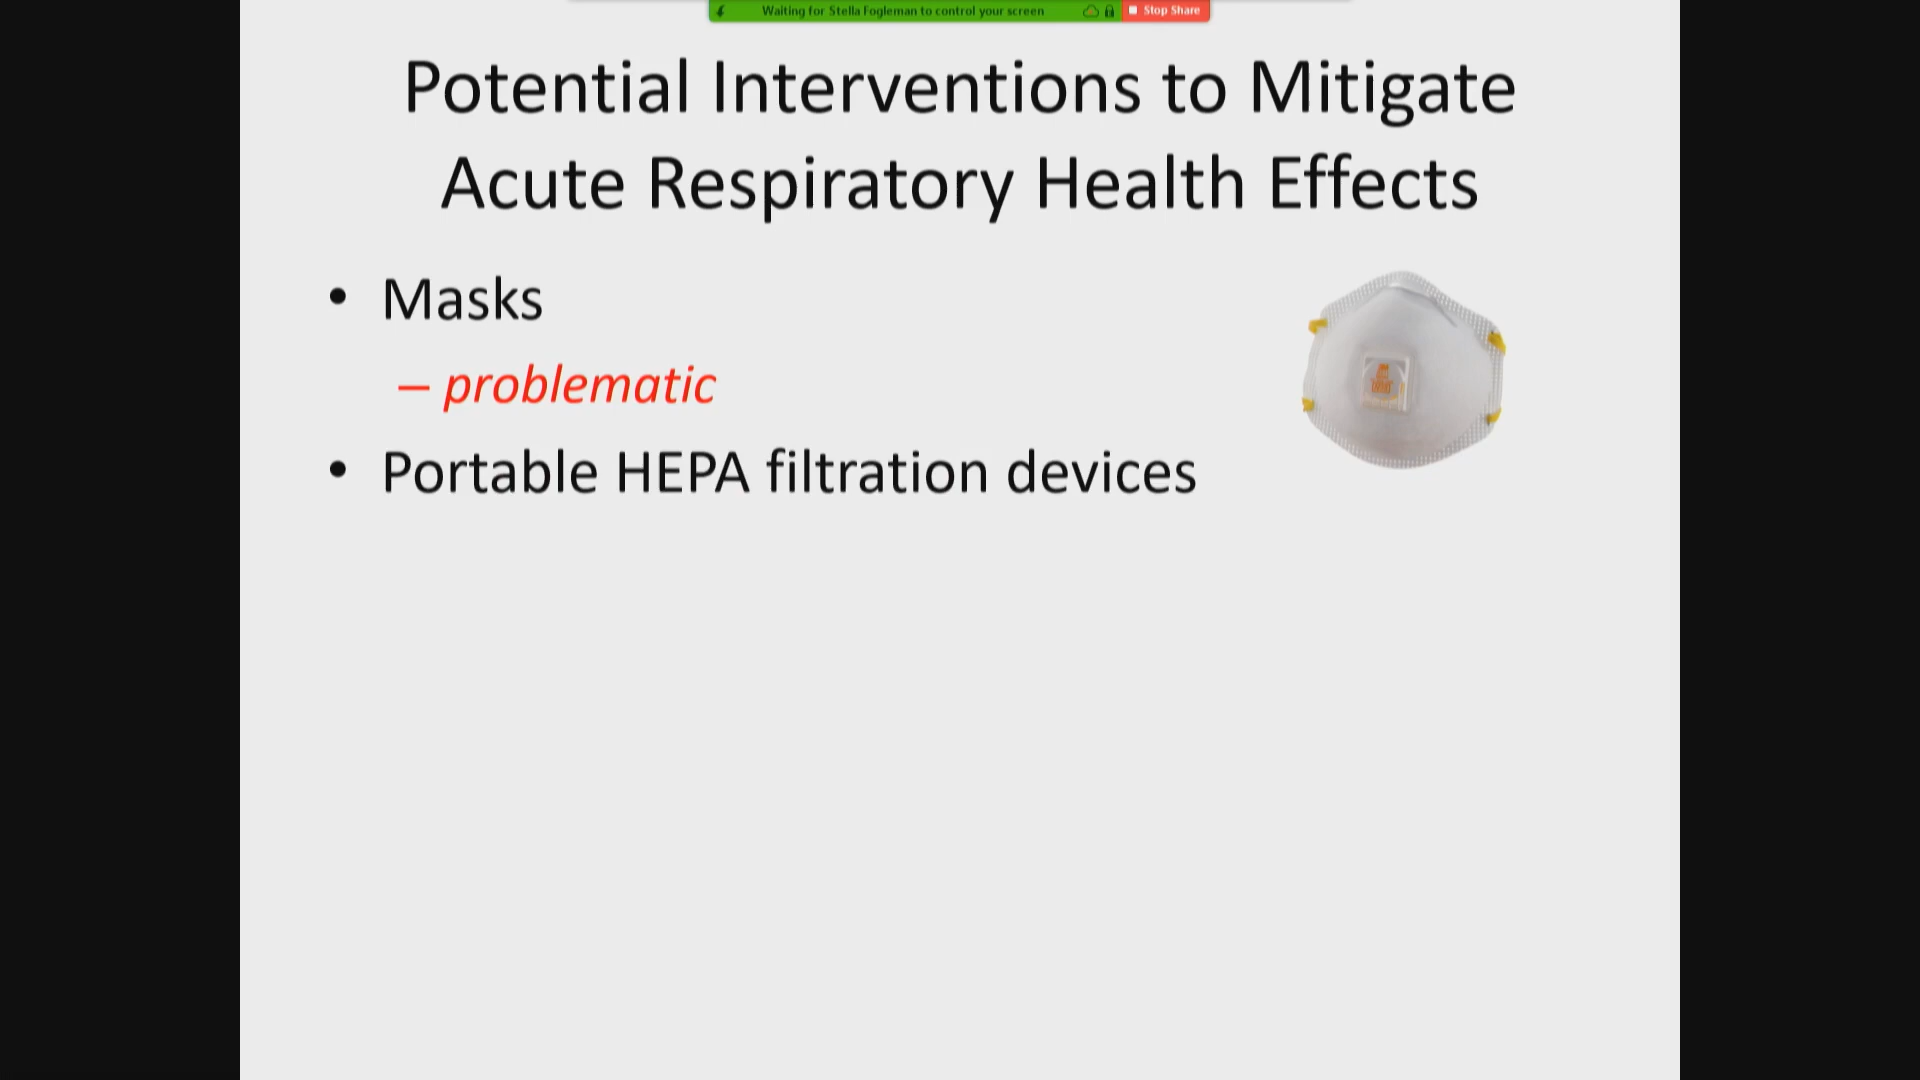 Waiting for Stella Fogleman to control your screen
Stop Share
Potential Interventions to Mitigate
Acute Respiratory Health Effects
• Masks
– problematic
• Portable HEPA filtration devices